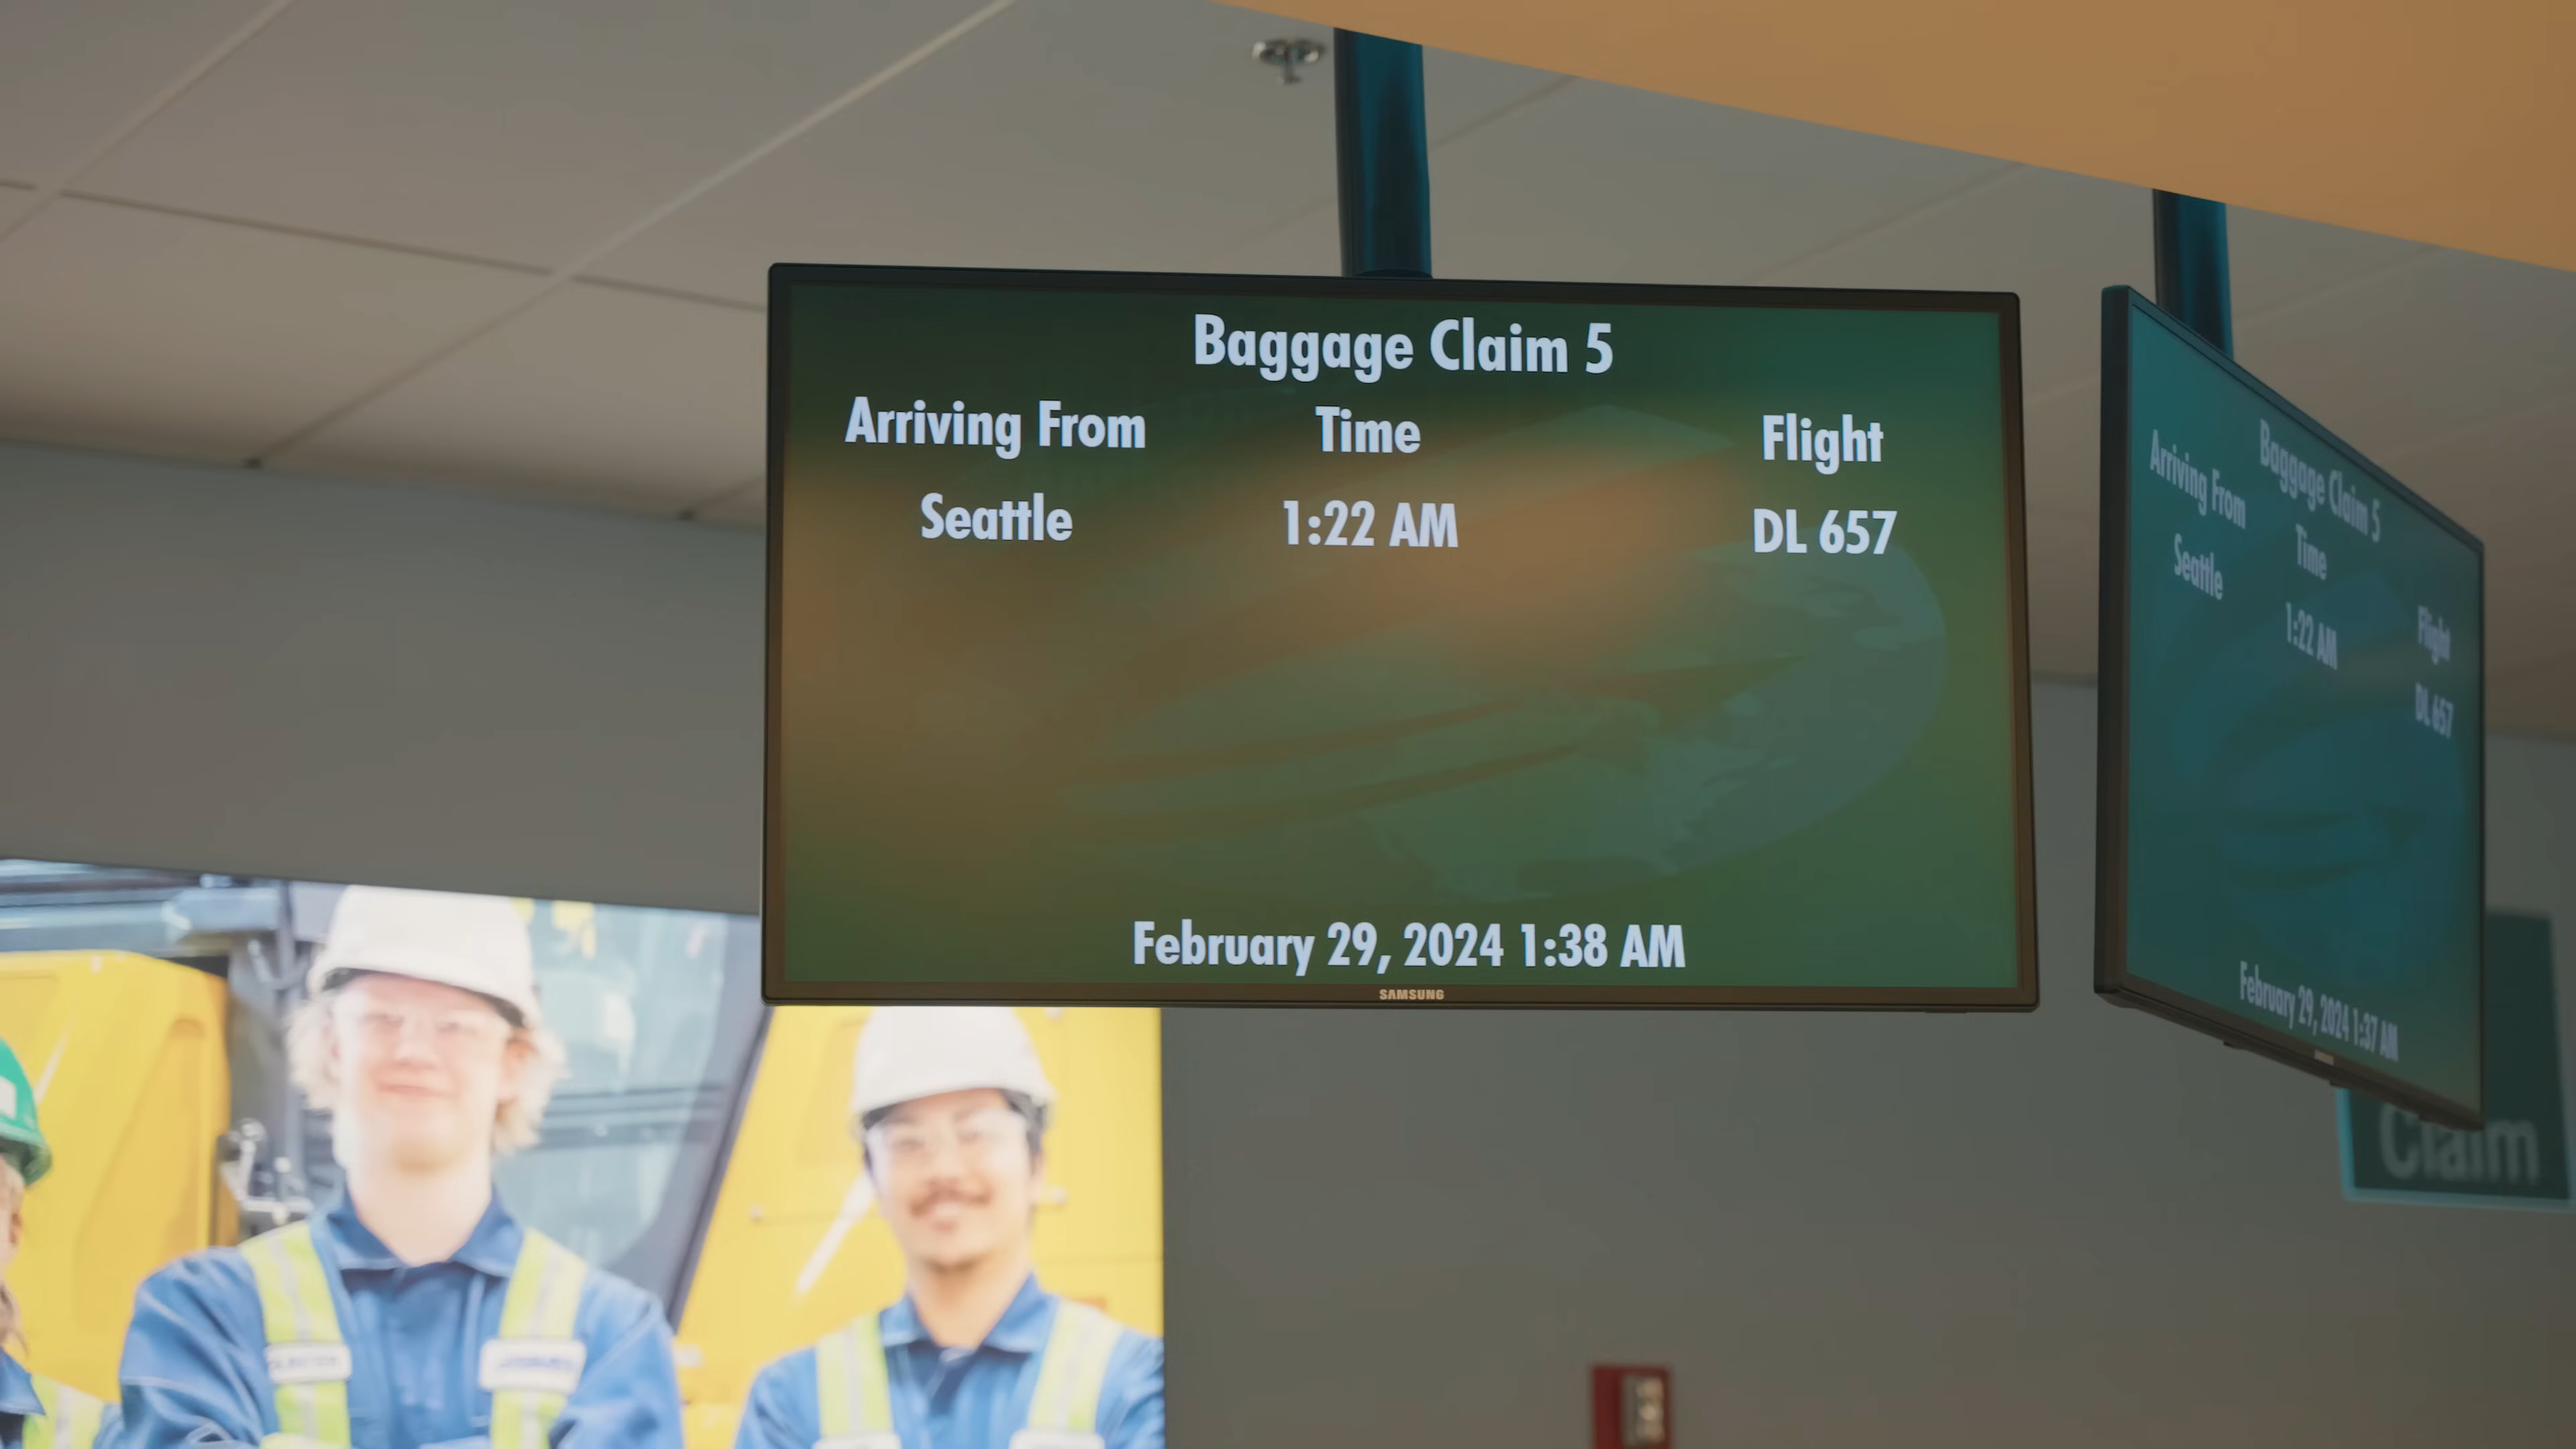 Baggage Claim 5
Arriving From Time Flight
Seattle 1:22 AM DL 657
February 29, 2024 1:38 AM
SAMSUNG
Baggage Claim 5
Arriving From Time Flight
Seattle 1:22 AM DL 657
February 29, 2024 1:37 AM
Claim